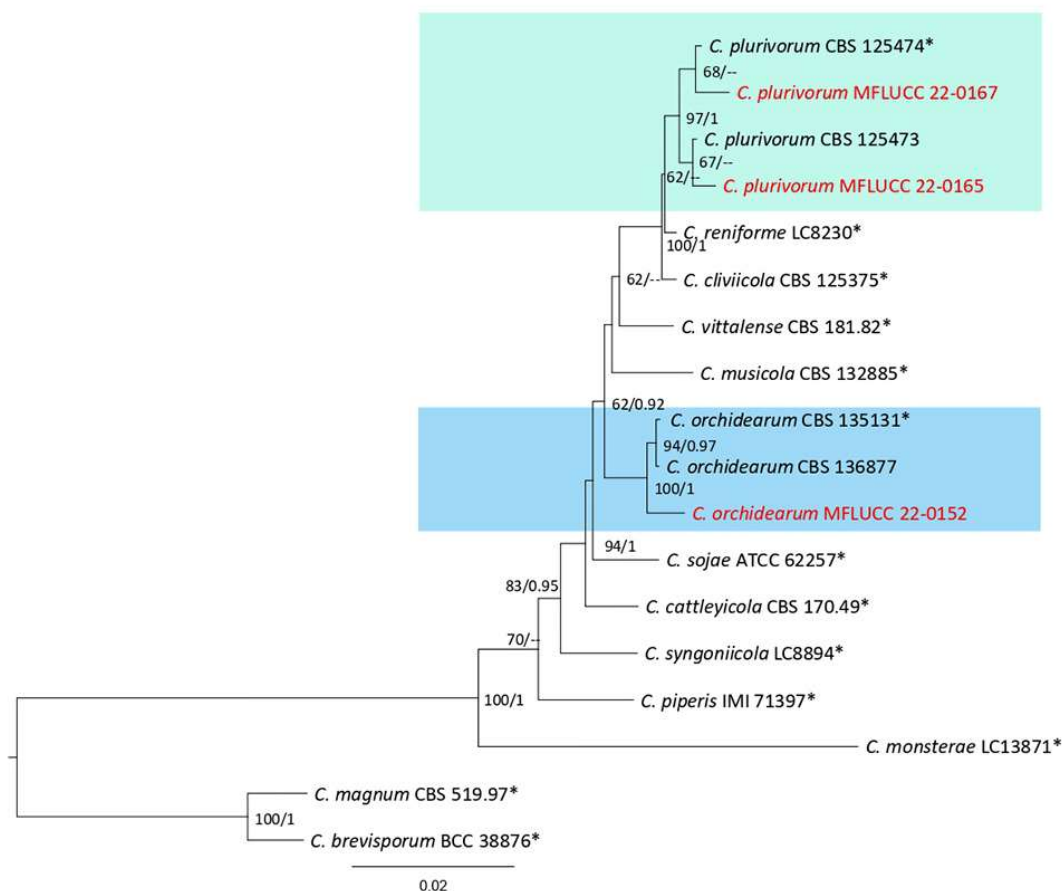 C. plurivorum CBS 125474*
68/--
C. plurivorum MFLUCC 22-0167
97/1
C. plurivorum CBS 125473
67/--
62/--
C. plurivorum MFLUCC 22-0165
C. reniforme LC8230*
100/1
62/--
C. cliviicola CBS 125375*
C. vittalense CBS 181.82*
C. musicola CBS 132885*
62/0.92
C. orchidearum CBS 135131*
94/0.97
C. orchidearum CBS 136877
100/1
C. orchidearum MFLUCC 22-0152
94/1
C. sojae ATCC 62257*
83/0.95
C. cattleyicola CBS 170.49*
70/--
C. syngoniicola LC8894*
100/1
C. piperis IMI 71397*
C. monsterae LC13871*
C. magnum CBS 519.97*
100/1
C. brevisporum BCC 38876*
0.02